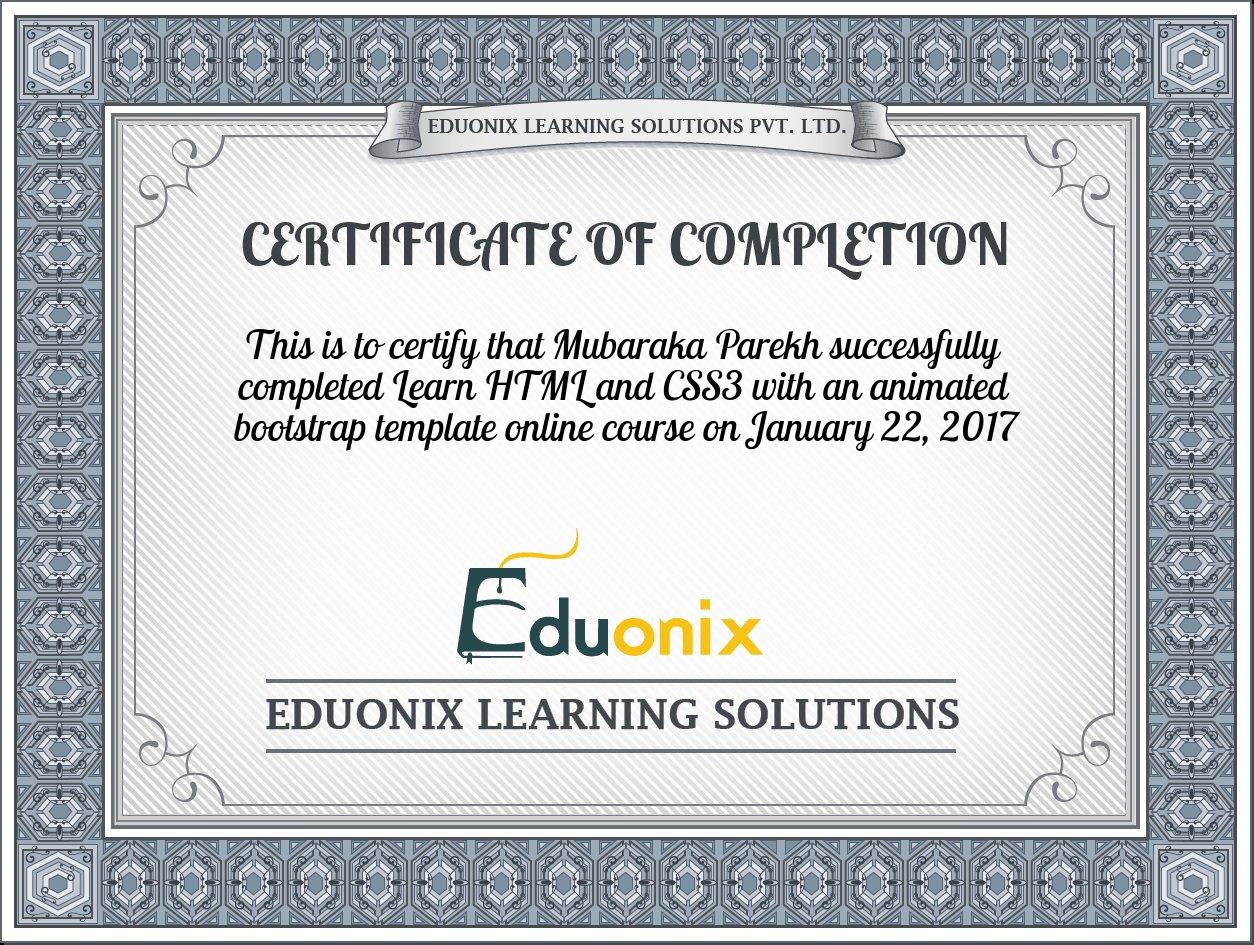 EDUONIX LEARNING SOLUTIONS PVT. LTD.
CERTIFICATE OF COMPLETION
This is to certify that Mubaraka Parekh successfully
completed Learn HTML and CSS3 with an animated
bootstrap template online course on January 22, 2017
Eduonix
EDUONIX LEARNING SOLUTIONS